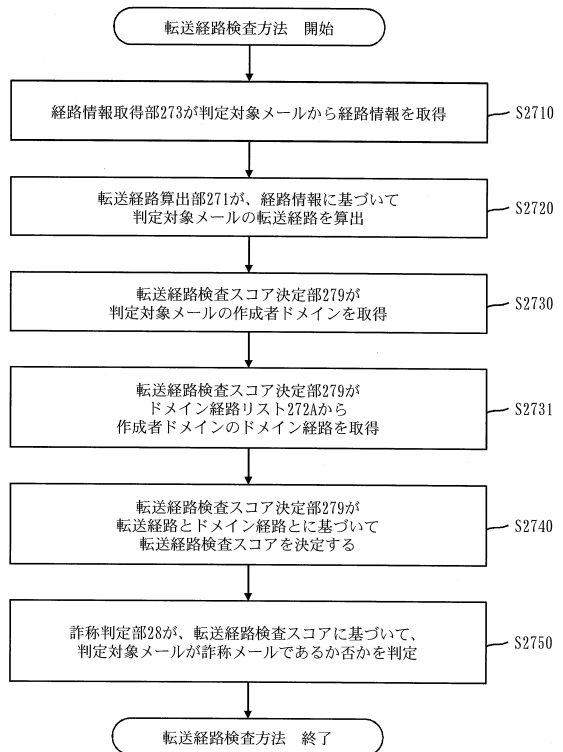 転送経路検査方法 開始
経路情報取得部273が判定対象メールから経路情報を取得
S2710
転送経路算出部271が、経路情報に基づいて
判定対象メールの転送経路を算出
S2720
転送経路検査スコア決定部279が
判定対象メールの作成者ドメインを取得
S2730
転送経路検査スコア決定部279が
ドメイン経路リスト272Aから
作成者ドメインのドメイン経路を取得
S2731
転送経路検査スコア決定部279が
転送経路とドメイン経路とに基づいて
転送経路検査スコアを決定する
S2740
詐称判定部28が、転送経路検査スコアに基づいて、
判定対象メールが詐称メールであるか否かを判定
S2750
転送経路検査方法 終了